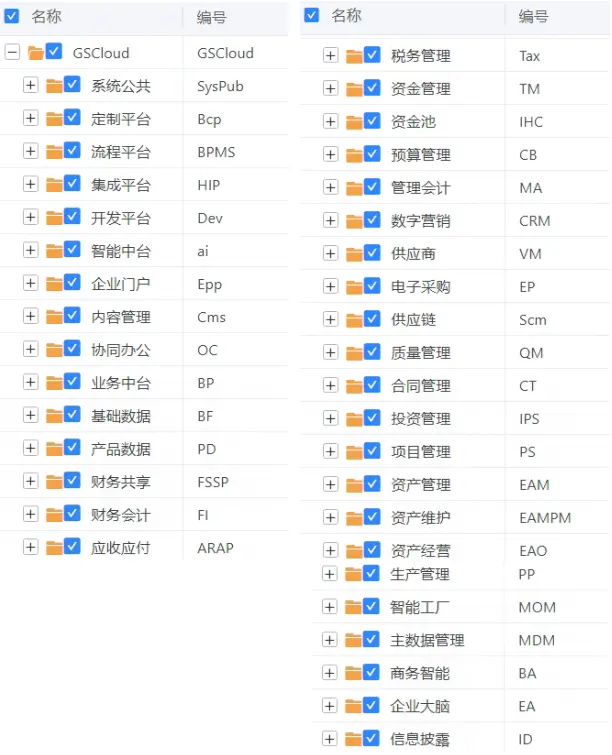 名称 编号
GSCloud GSCloud
系统公共 SysPub
定制平台 Bcp
流程平台 BPMS
集成平台 HIP
开发平台 Dev
智能中台 ai
企业门户 Epp
内容管理 Cms
协同办公 OC
业务中台 BP
基础数据 BF
产品数据 PD
财务共享 FSSP
财务会计 FI
应收应付 ARAP
名称 编号
税务管理 Tax
资金管理 TM
资金池 IHC
预算管理 CB
管理会计 MA
数字营销 CRM
供应商 VM
电子采购 EP
供应链 Scm
质量管理 QM
合同管理 CT
投资管理 IPS
项目管理 PS
资产管理 EAM
资产维护 EAMPM
资产经营 EAO
生产管理 PP
智能工厂 MOM
主数据管理 MDM
商务智能 BA
企业大脑 EA
信息披露 ID